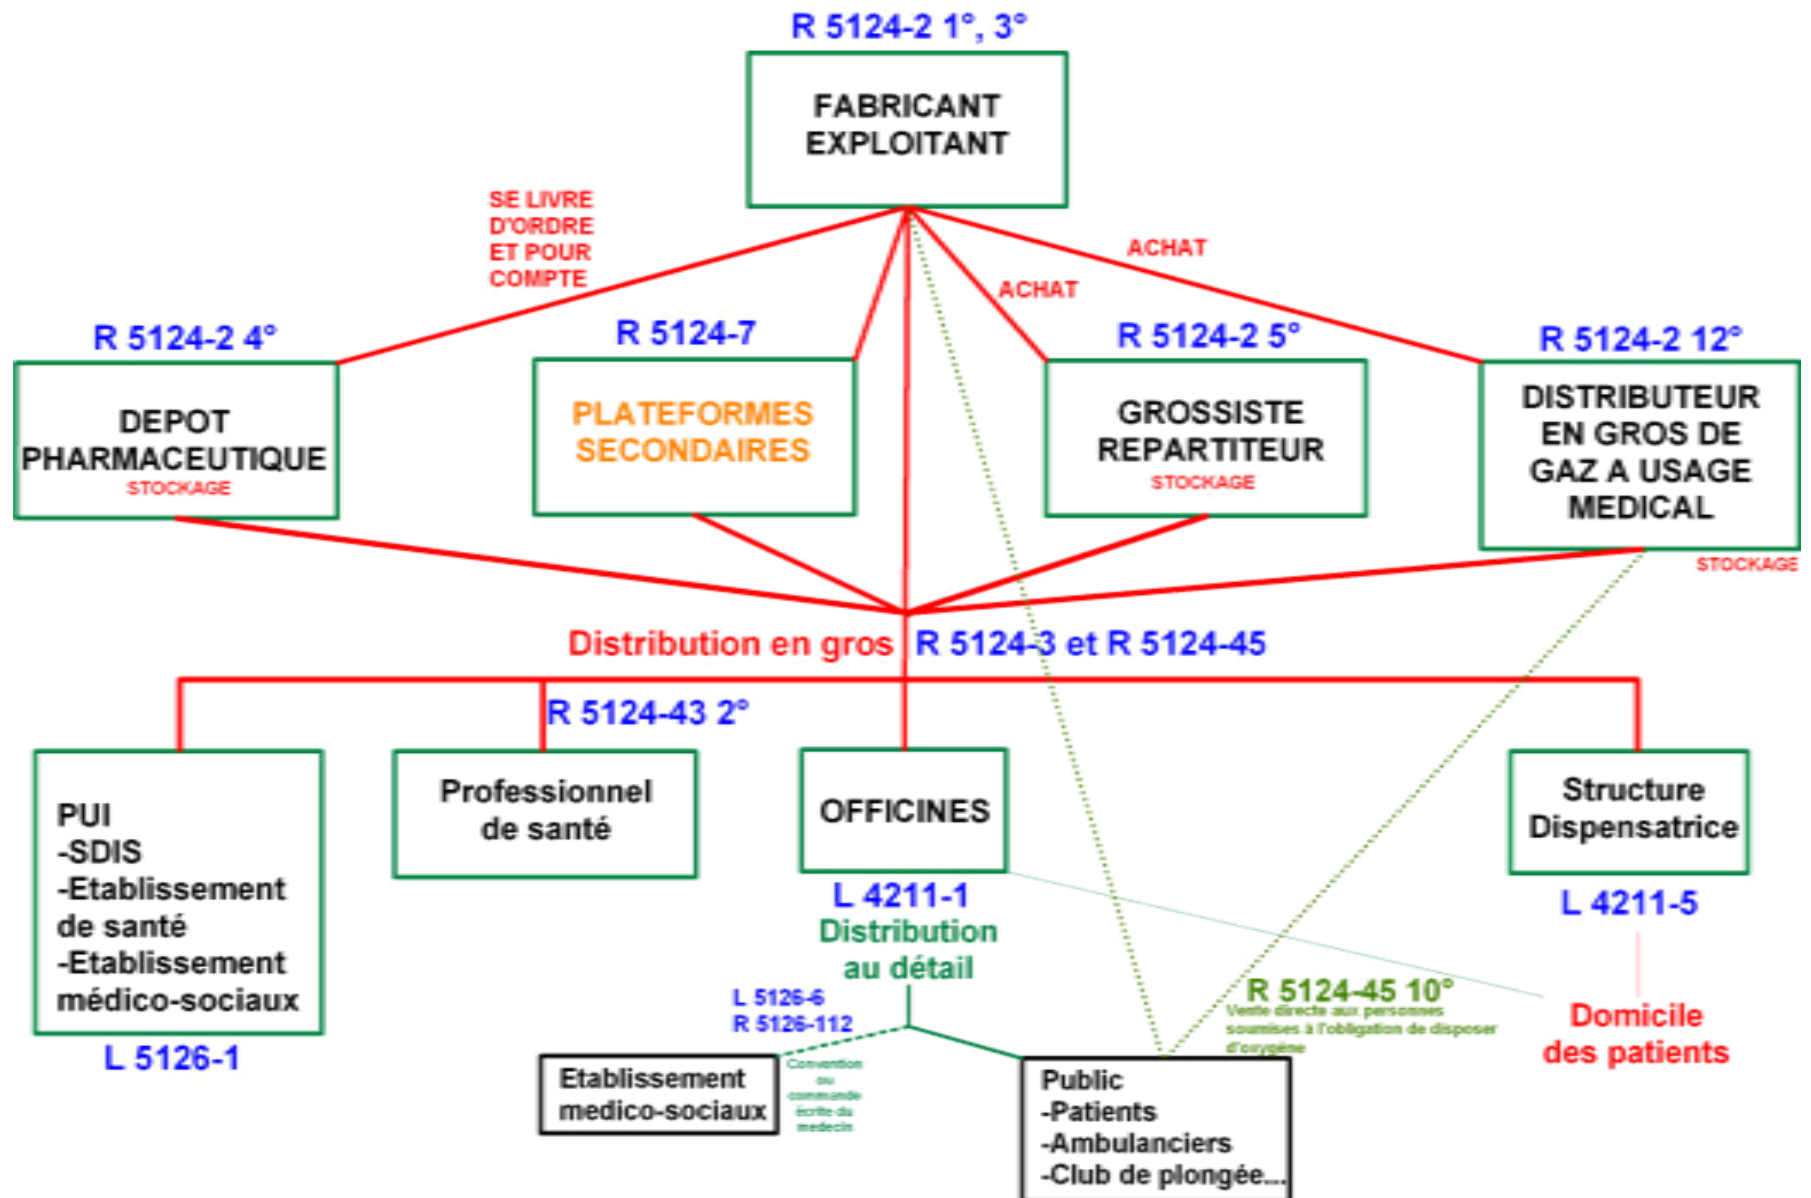 R 5124-2 1°, 3°
FABRICANT
EXPLOITANT
SE LIVRE
D'ORDRE
ET POUR
COMPTE
ACHAT
ACHAT
R 5124-2 4°
R 5124-7
R 5124-2 5°
R 5124-2 12°
DEPOT
PHARMACEUTIQUE
STOCKAGE
PLATEFORMES
SECONDAIRES
GROSSISTE
REPARTITEUR
STOCKAGE
DISTRIBUTEUR
EN GROS DE
GAZ A USAGE
MEDICAL
STOCKAGE
Distribution en gros
R 5124-3 et R 5124-45
R 5124-43 2°
PUI
-SDIS
-Etablissement
de santé
-Etablissement
médico-sociaux
L 5126-1
Professionnel
de santé
OFFICINES
L 4211-1
Distribution
au détail
Structure
Dispensatrice
L 4211-5
Domicile
des patients
L 5126-6
R 5126-112
R 5124-45 10°
Vente directe aux personnes
soumises à l'obligation de disposer
d'oxygène
Etablissement
medico-sociaux
Convention
ou
commande
écrite du
medecin
Public
-Patients
-Ambulanciers
-Club de plongée...